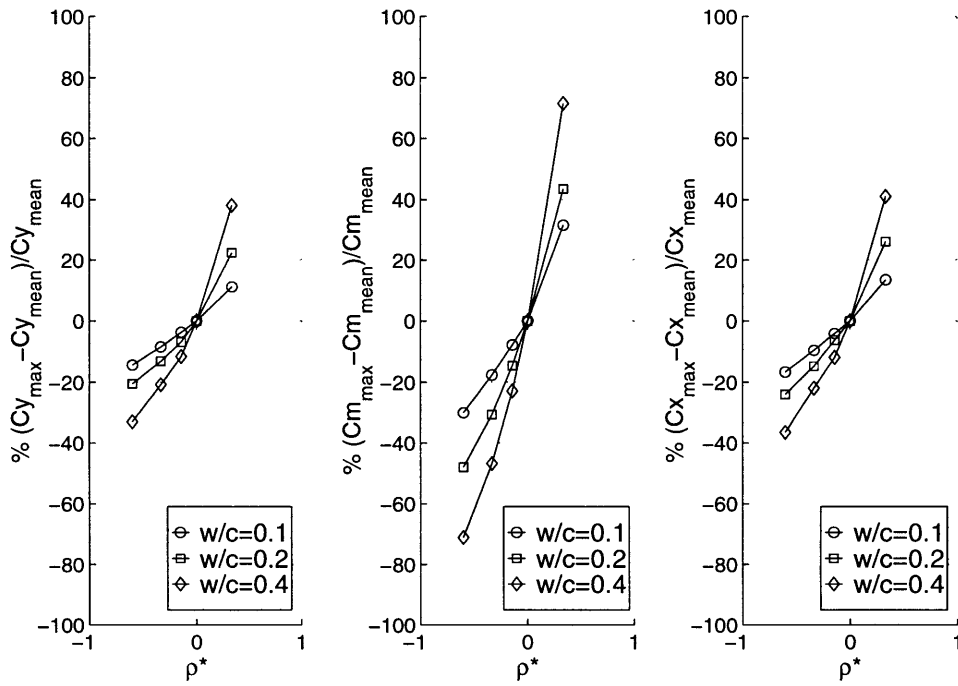 100
80
60
40
20
0
−20
−40
−60
−80
−100
−1
0
1
% (Cy_max−Cy_mean)/Cy_mean
ρ*
w/c=0.1
w/c=0.2
w/c=0.4
100
80
60
40
20
0
−20
−40
−60
−80
−100
−1
0
1
% (Cm_max−Cm_mean)/Cm_mean
ρ*
w/c=0.1
w/c=0.2
w/c=0.4
100
80
60
40
20
0
−20
−40
−60
−80
−100
−1
0
1
% (Cx_max−Cx_mean)/Cx_mean
ρ*
w/c=0.1
w/c=0.2
w/c=0.4